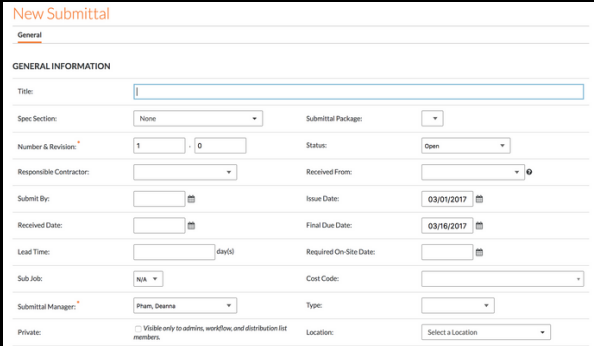 New Submittal
General
GENERAL INFORMATION
Title:
Spec Section: None Submittal Package:
Number & Revision:* 1 . 0 Status: Open
Responsible Contractor: Received From:
Submit By: Issue Date: 03/01/2017
Received Date: Final Due Date: 03/16/2017
Lead Time: day(s) Required On-Site Date:
Sub Job: N/A Cost Code:
Submittal Manager:* Pham, Deanna Type:
Private: Visible only to admins, workflow, and distribution list
members.
Location: Select a Location